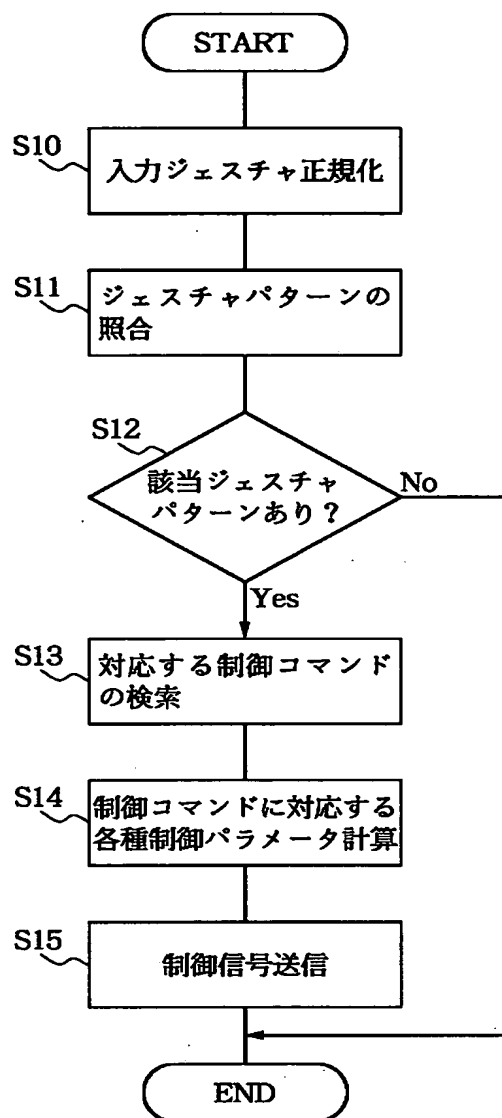 START
S10
入力ジェスチャ正規化
S11
ジェスチャパターンの
照合
S12
該当ジェスチャ
パターンあり?
No
Yes
S13
対応する制御コマンド
の検索
S14
制御コマンドに対応する
各種制御パラメータ計算
S15
制御信号送信
END